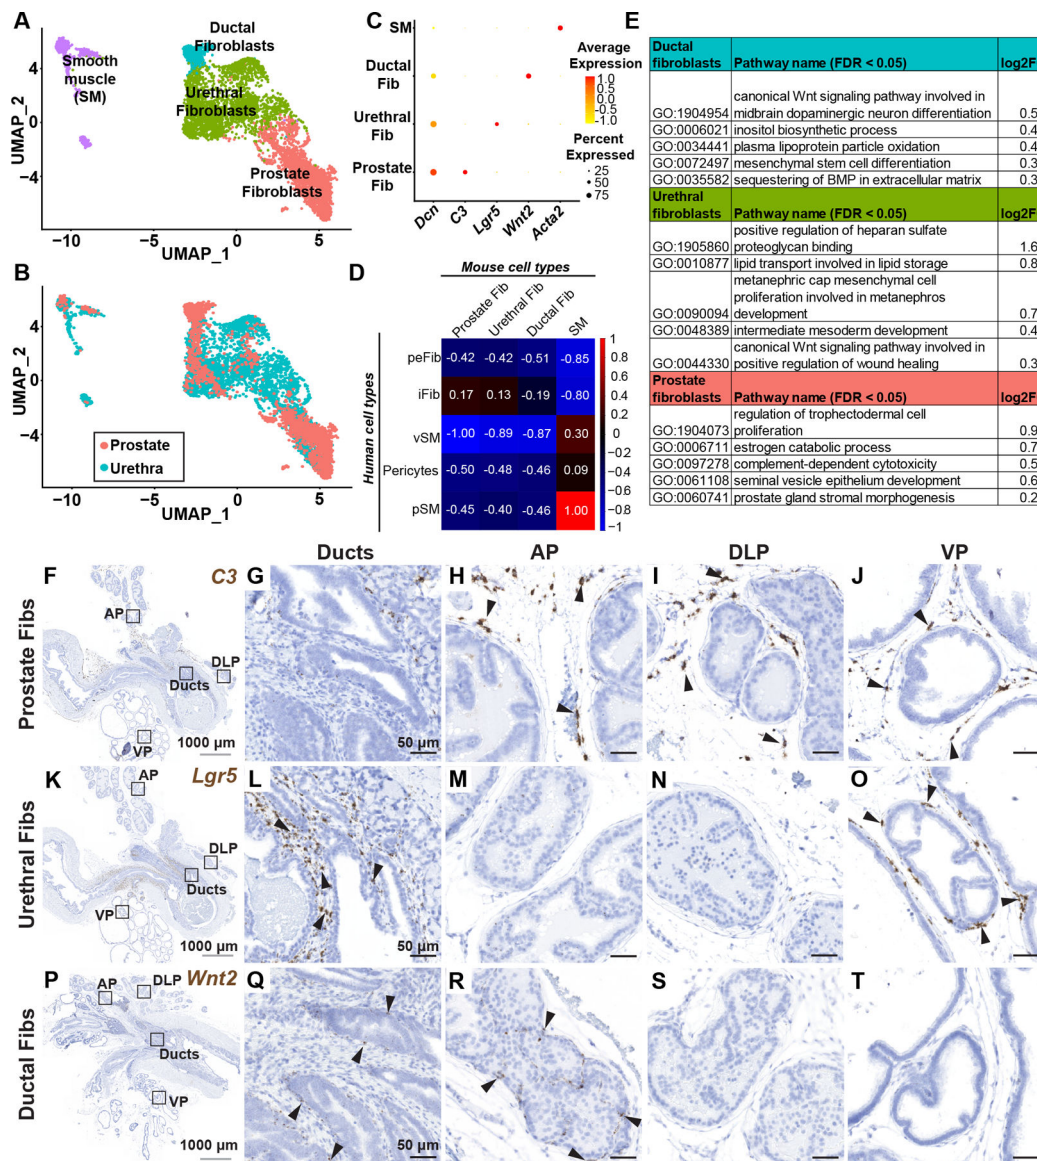 A
Ductal
Fibroblasts
Smooth
muscle
(SM)
Urethral
Fibroblasts
Prostate
Fibroblasts
UMAP_2
4
0
−4
−10
−5
0
5
UMAP_1
B
UMAP_2
4
0
−4
Prostate
Urethra
−10
−5
0
5
UMAP_1
C
SM
Ductal
Fib
Urethral
Fib
Prostate
Fib
Dcn
C3
Lgr5
Wnt2
Acta2
Average
Expression
1.0
0.5
0.0
−0.5
−1.0
Percent
Expressed
25
50
75
D
Mouse cell types
Prostate Fib
Urethral Fib
Ductal Fib
SM
Human cell types
peFib -0.42 -0.42 -0.51 -0.85
iFib 0.17 0.13 -0.19 -0.80
vSM -1.00 -0.89 -0.87 0.30
Pericytes -0.50 -0.48 -0.46 0.09
pSM -0.45 -0.40 -0.46 1.00
1
0.8
0.6
0.4
0.2
0
−0.2
−0.4
−0.6
−0.8
−1
E
Ductal
fibroblasts Pathway name (FDR < 0.05) log2F
canonical Wnt signaling pathway involved in
GO:1904954 midbrain dopaminergic neuron differentiation 0.5
GO:0006021 inositol biosynthetic process 0.4
GO:0034441 plasma lipoprotein particle oxidation 0.4
GO:0072497 mesenchymal stem cell differentiation 0.3
GO:0035582 sequestering of BMP in extracellular matrix 0.3
Urethral
fibroblasts Pathway name (FDR < 0.05) log2F
positive regulation of heparan sulfate
GO:1905860 proteoglycan binding 1.6
GO:0010877 lipid transport involved in lipid storage 0.8
metanephric cap mesenchymal cell
proliferation involved in metanephros
GO:0090094 development 0.7
GO:0048389 intermediate mesoderm development 0.4
canonical Wnt signaling pathway involved in
GO:0044330 positive regulation of wound healing 0.3
Prostate
fibroblasts Pathway name (FDR < 0.05) log2F
regulation of trophectodermal cell
GO:1904073 proliferation 0.9
GO:0006711 estrogen catabolic process 0.7
GO:0097278 complement-dependent cytotoxicity 0.5
GO:0061108 seminal vesicle epithelium development 0.6
GO:0060741 prostate gland stromal morphogenesis 0.2
Ducts
AP
DLP
VP
Prostate Fibs
F
C3
AP
DLP
Ducts
VP
1000 µm
G
50 µm
H
I
J
Urethral Fibs
K
Lgr5
AP
DLP
Ducts
VP
1000 µm
L
50 µm
M
N
O
Ductal Fibs
P
Wnt2
AP
DLP
Ducts
VP
1000 µm
Q
50 µm
R
S
T